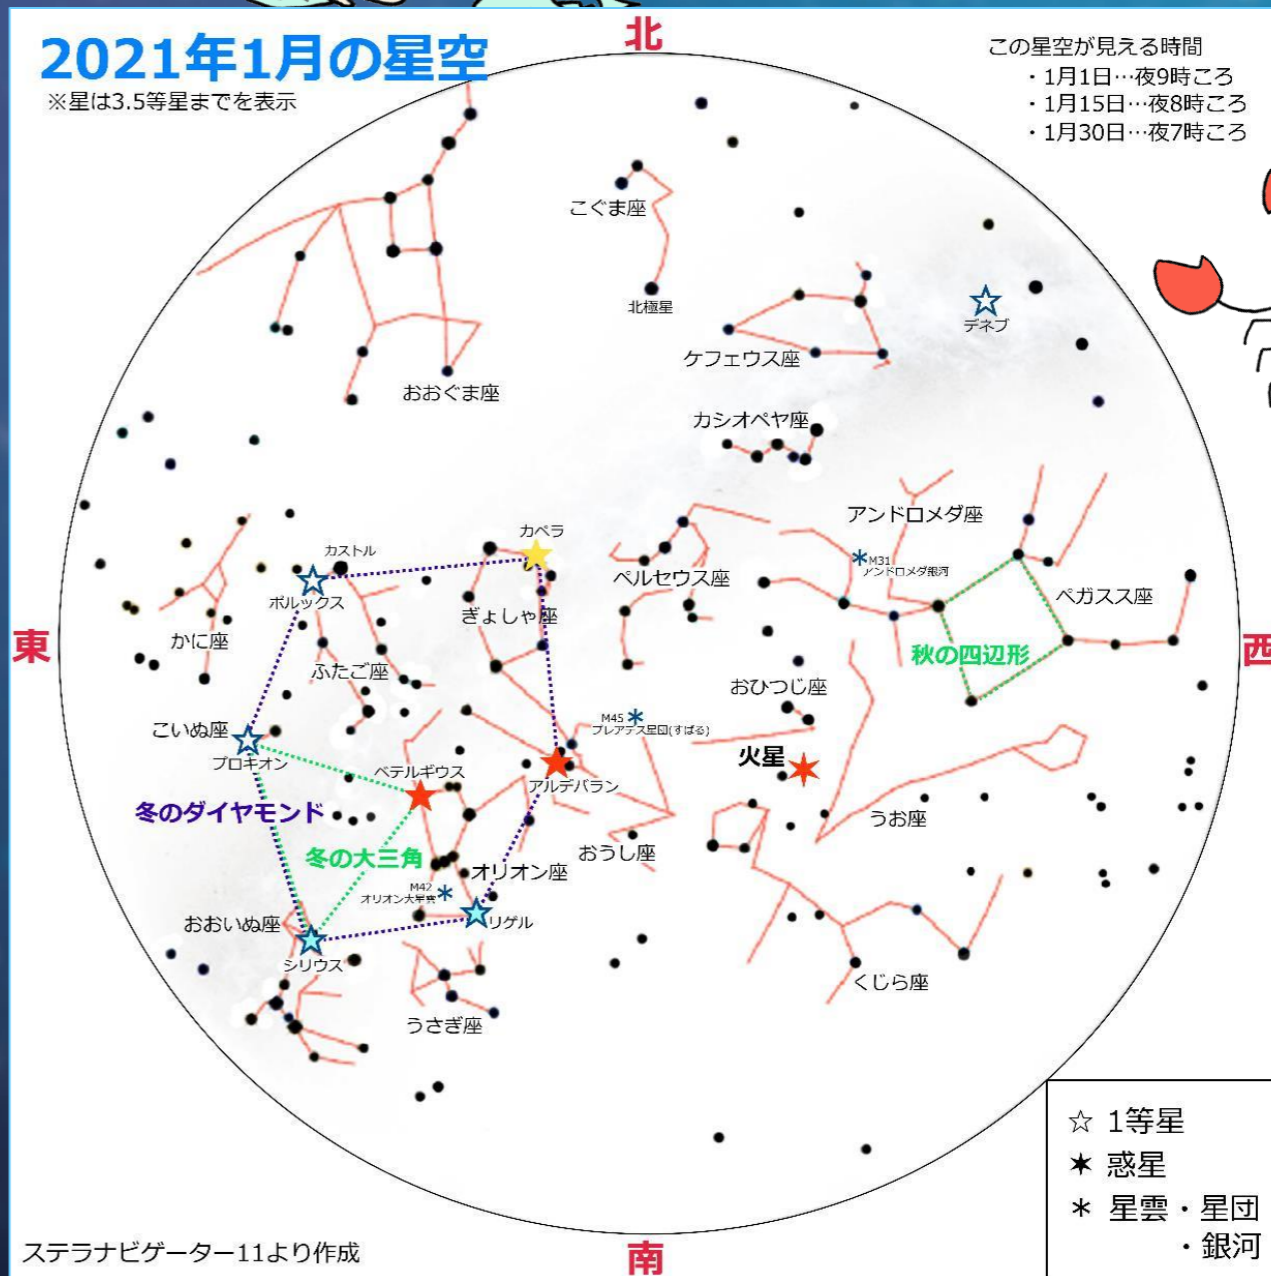 北
2021年1月の星空
※星は3.5等星までを表示
この星空が見える時間
・1月1日…夜9時ころ
・1月15日…夜8時ころ
・1月30日…夜7時ころ
こぐま座
北極星
デネブ
ケフェウス座
おおぐま座
カシオペヤ座
アンドロメダ座
カペラ
カストル
M31
アンドロメダ銀河
ペルセウス座
ポルックス
ペガスス座
ぎょしゃ座
かに座
東
西
秋の四辺形
ふたご座
おひつじ座
こいぬ座
M45
プレアデス星団(すばる)
火星
プロキオン
ベテルギウス
アルデバラン
冬のダイヤモンド
うお座
冬の大三角
おうし座
オリオン座
M42
オリオン大星雲
おおいぬ座
リゲル
シリウス
くじら座
うさぎ座
☆ 1等星
✶ 惑星
＊ 星雲・星団
・銀河
ステラナビゲーター11より作成
南